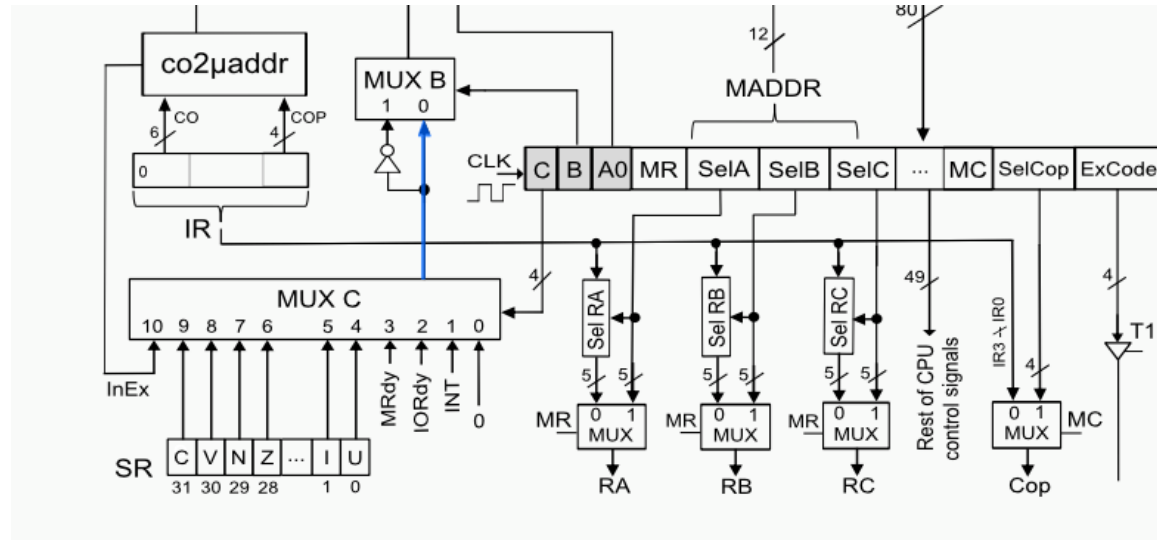 80
12
co2μaddr
MUX B
1 0
MADDR
CO
COP
6
4
CLK
C B A0 MR SelA SelB SelC ... MC SelCop ExCode
0
IR
4
49
4
MUX C
10 9 8 7 6 5 4 3 2 1 0
Sel RA
Sel RB
Sel RC
Rest of CPU
control signals
IR3 - IR0
T1
InEx
MRdy
IORdy
INT
0
5 5
5 5
5 5
4
MR 0 1
MUX
MR 0 1
MUX
MR 0 1
MUX
0 1 MC
MUX
SR C V N Z ... I U
31 30 29 28 1 0
RA
RB
RC
Cop